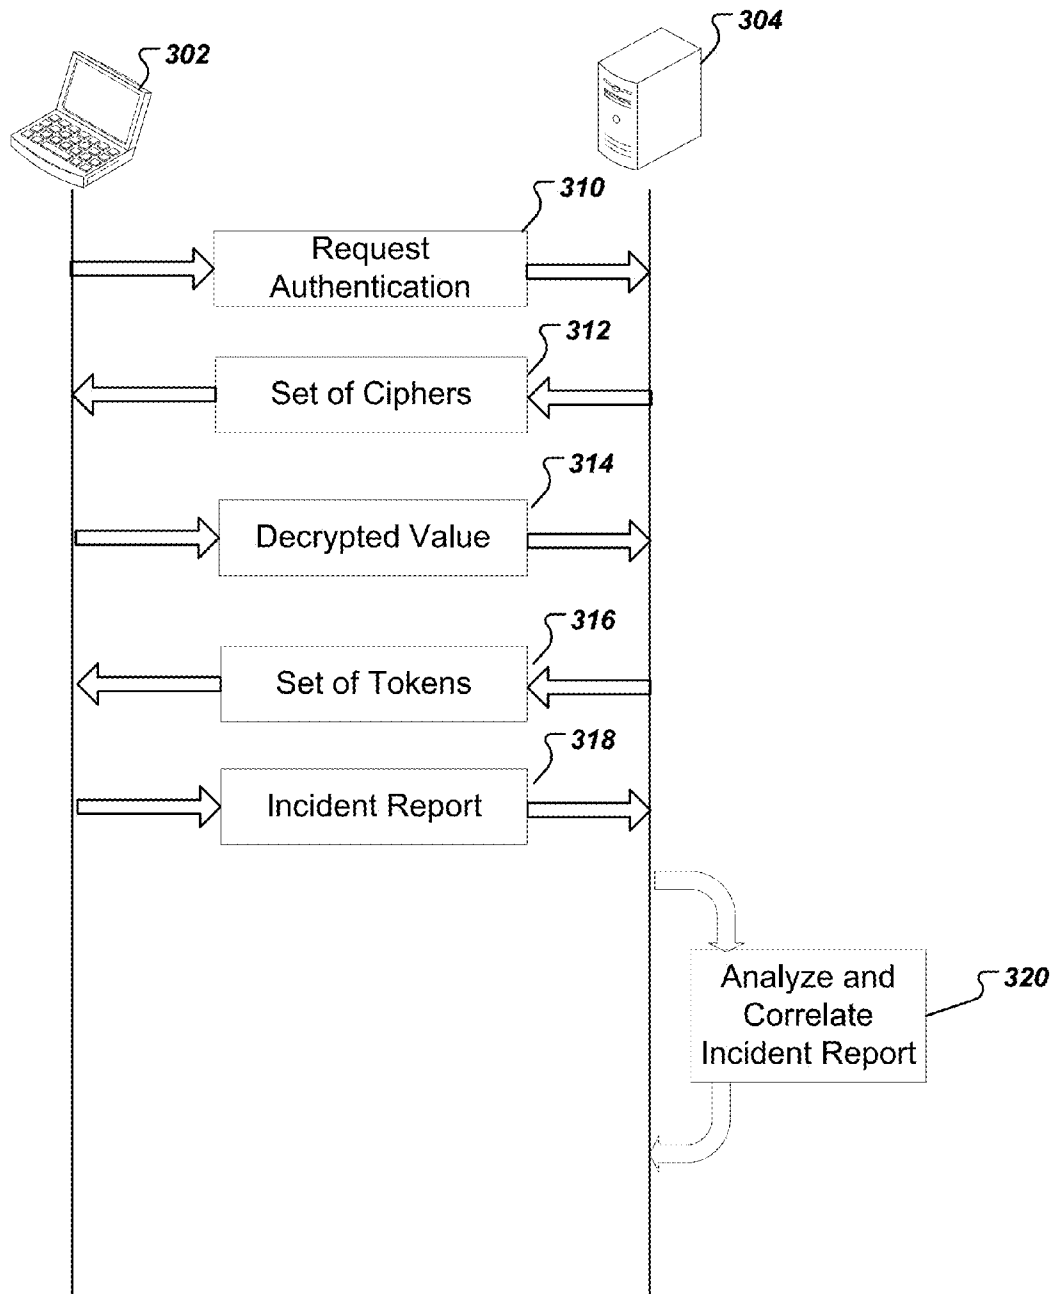 302
304
310
Request
Authentication
312
Set of Ciphers
314
Decrypted Value
316
Set of Tokens
318
Incident Report
Analyze and
Correlate
Incident Report
320